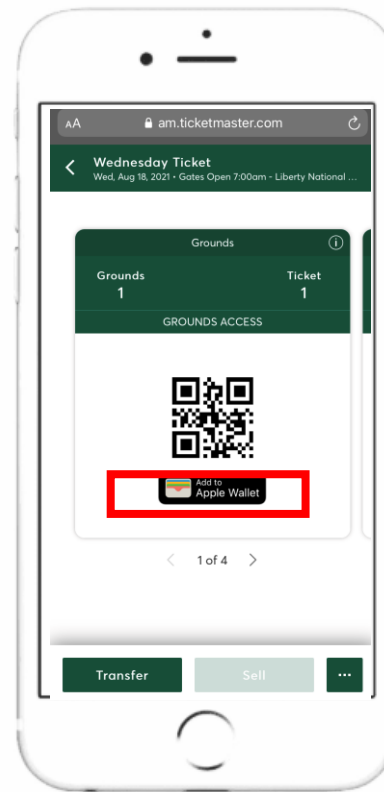 AA am.ticketmaster.com
Wednesday Ticket
Wed, Aug 18, 2021 • Gates Open 7:00am - Liberty National ...
Grounds
Grounds Ticket
1 1
GROUNDS ACCESS
Add to
Apple Wallet
< 1 of 4 >
Transfer Sell ...